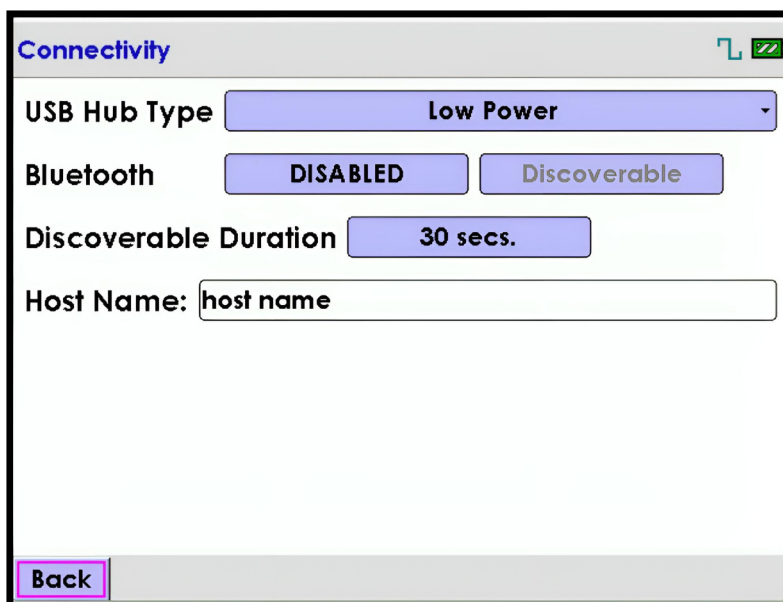 Connectivity
USB Hub Type Low Power
Bluetooth DISABLED Discoverable
Discoverable Duration 30 secs.
Host Name: host name
Back